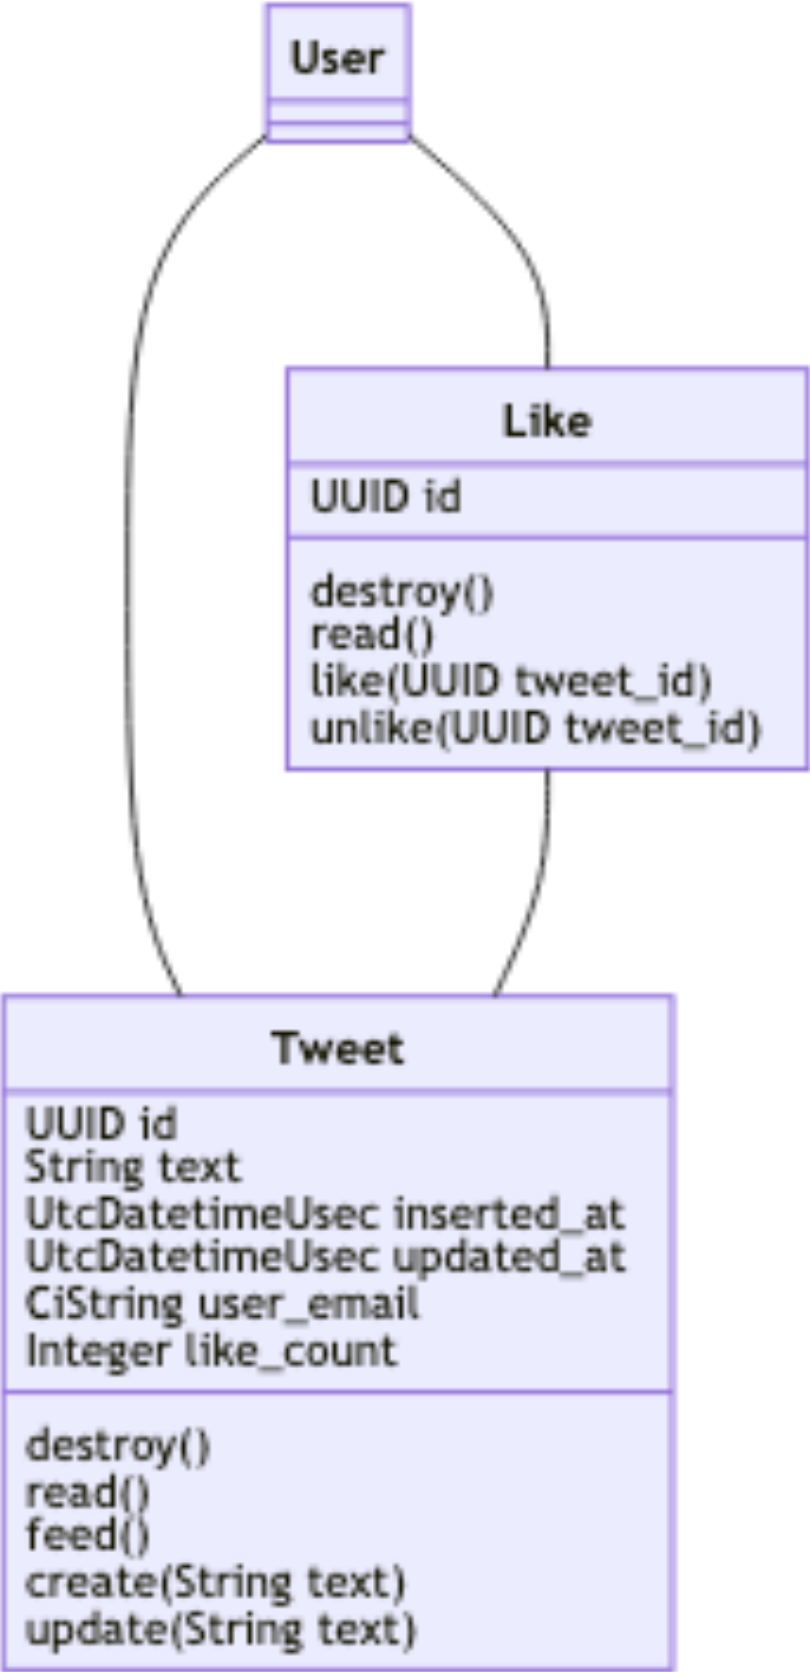 User
Like
UUID id
destroy()
read()
like(UUID tweet_id)
unlike(UUID tweet_id)
Tweet
UUID id
String text
UtcDatetimeUsec inserted_at
UtcDatetimeUsec updated_at
CiString user_email
Integer like_count
destroy()
read()
feed()
create(String text)
update(String text)